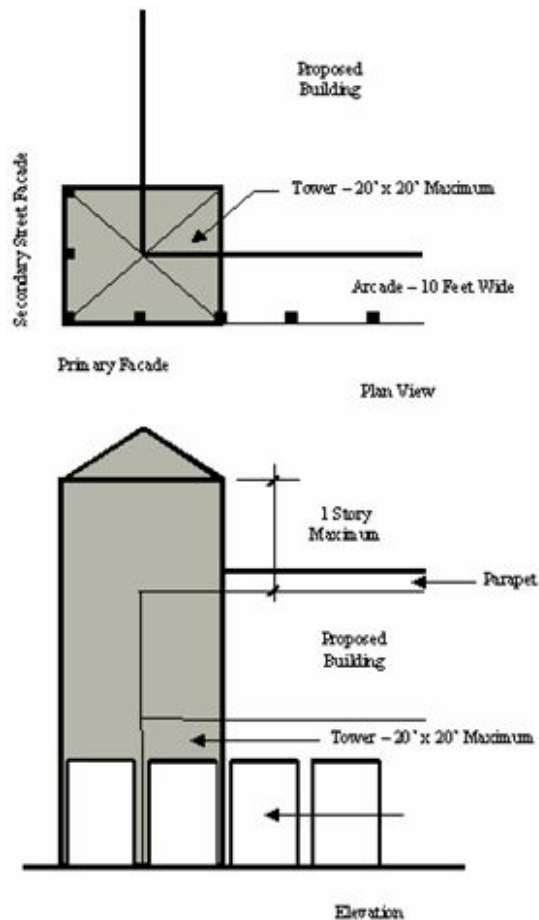 Proposed
Building
Secondary Street Facade
Tower – 20' x 20' Maximum
Arcade – 10 Feet Wide
Primary Facade
Plan View
1 Story
Maximum
Parapet
Proposed
Building
Tower – 20' x 20' Maximum
Elevation